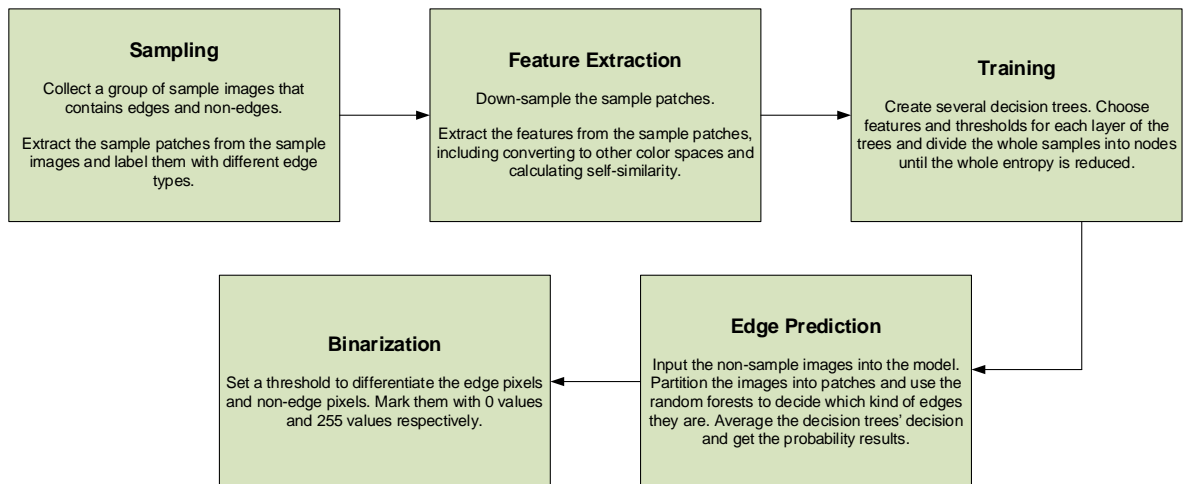 Sampling
Collect a group of sample images that
contains edges and non-edges.
Extract the sample patches from the sample
images and label them with different edge
types.
Feature Extraction
Down-sample the sample patches.
Extract the features from the sample patches,
including converting to other color spaces and
calculating self-similarity.
Training
Create several decision trees. Choose
features and thresholds for each layer of the
trees and divide the whole samples into nodes
until the whole entropy is reduced.
Edge Prediction
Input the non-sample images into the model.
Partition the images into patches and use the
random forests to decide which kind of edges
they are. Average the decision trees’ decision
and get the probability results.
Binarization
Set a threshold to differentiate the edge pixels
and non-edge pixels. Mark them with 0 values
and 255 values respectively.